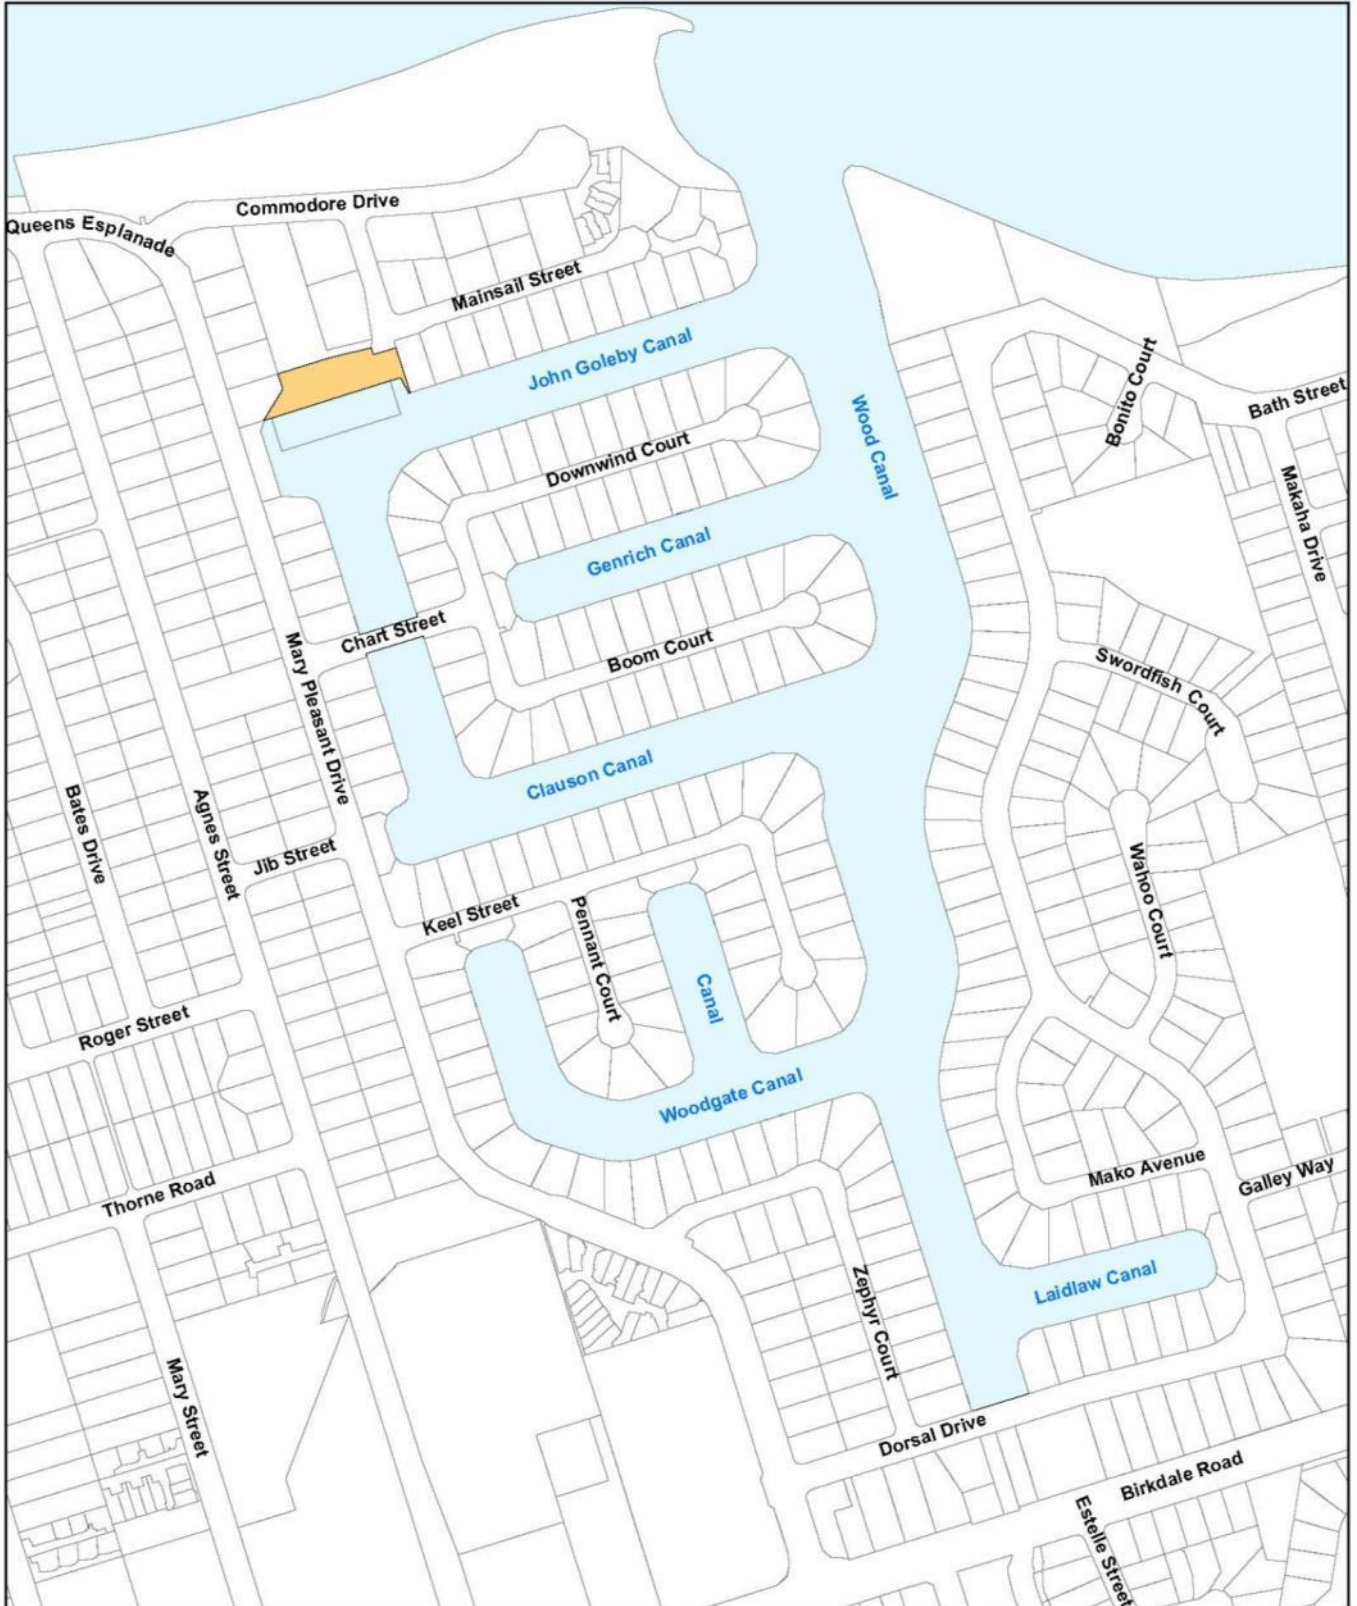 Commodore Drive
Queens Esplanade
Mainsail Street
John Goleby Canal
Bonito Court
Bath Street
Wood Canal
Downwind Court
Makaha Drive
Genrich Canal
Chart Street
Boom Court
Mary Pleasant Drive
Swordfish Court
Clauson Canal
Bates Drive
Agnes Street
Jib Street
Wahoo Court
Keel Street
Pennant Court
Canal
Roger Street
Woodgate Canal
Mako Avenue
Galley Way
Thorne Road
Zephyr Court
Laidlaw Canal
Mary Street
Dorsal Drive
Birkdale Road
Estelle Street